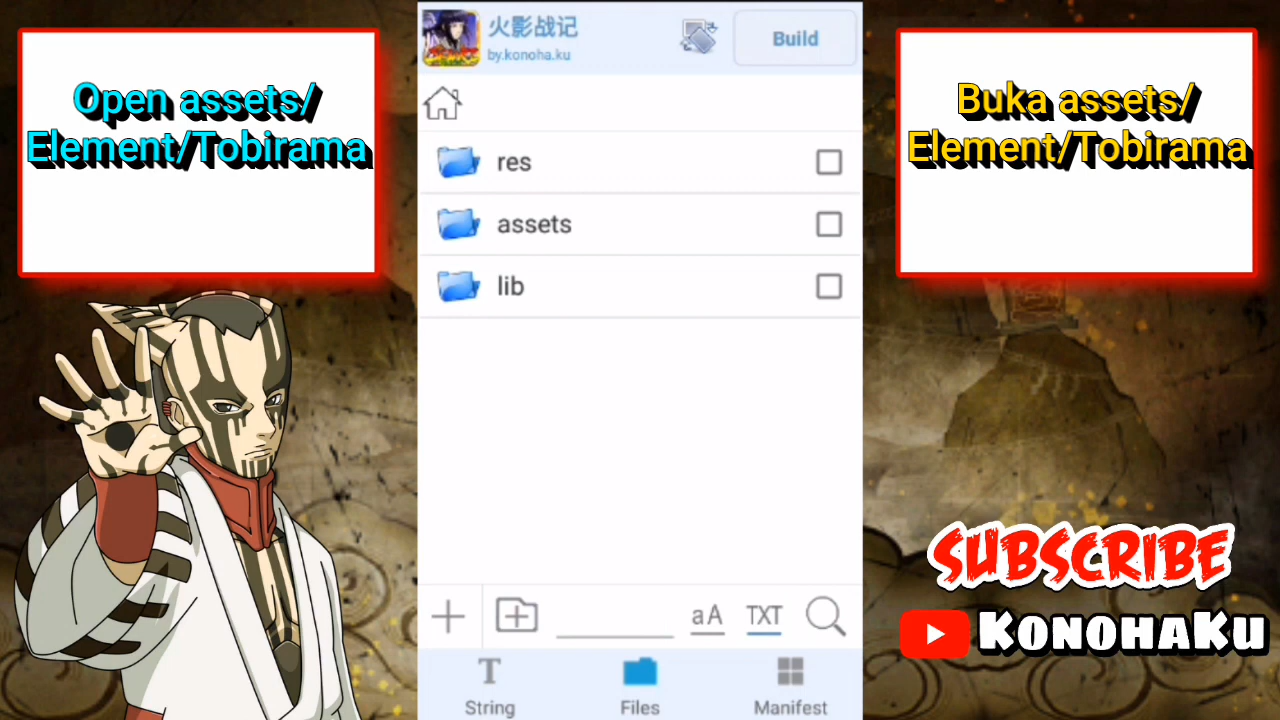 Open assets/
Element/Tobirama
火影战记
by.konoha.ku
Build
res
assets
lib
aA
TXT
String
Files
Manifest
Buka assets/
Element/Tobirama
SUBSCRIBE
KONOHAKU